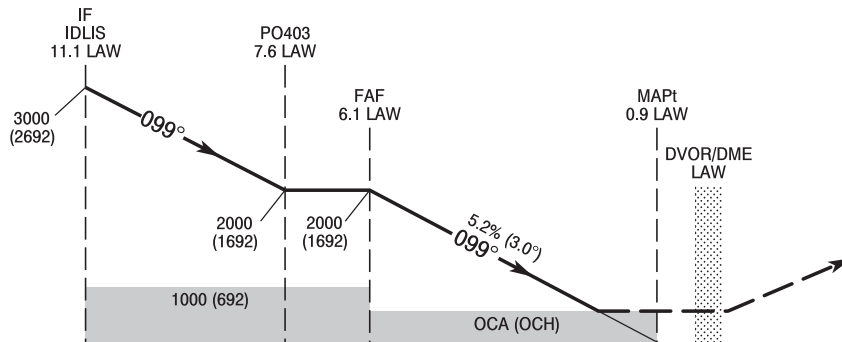 IF
IDLIS
11.1 LAW
PO403
7.6 LAW
FAF
6.1 LAW
MAPt
0.9 LAW
DVOR/DME
LAW
3000
(2692)
099°
2000
(1692)
2000
(1692)
5.2% (3.0°)
099°
1000 (692)
OCA (OCH)